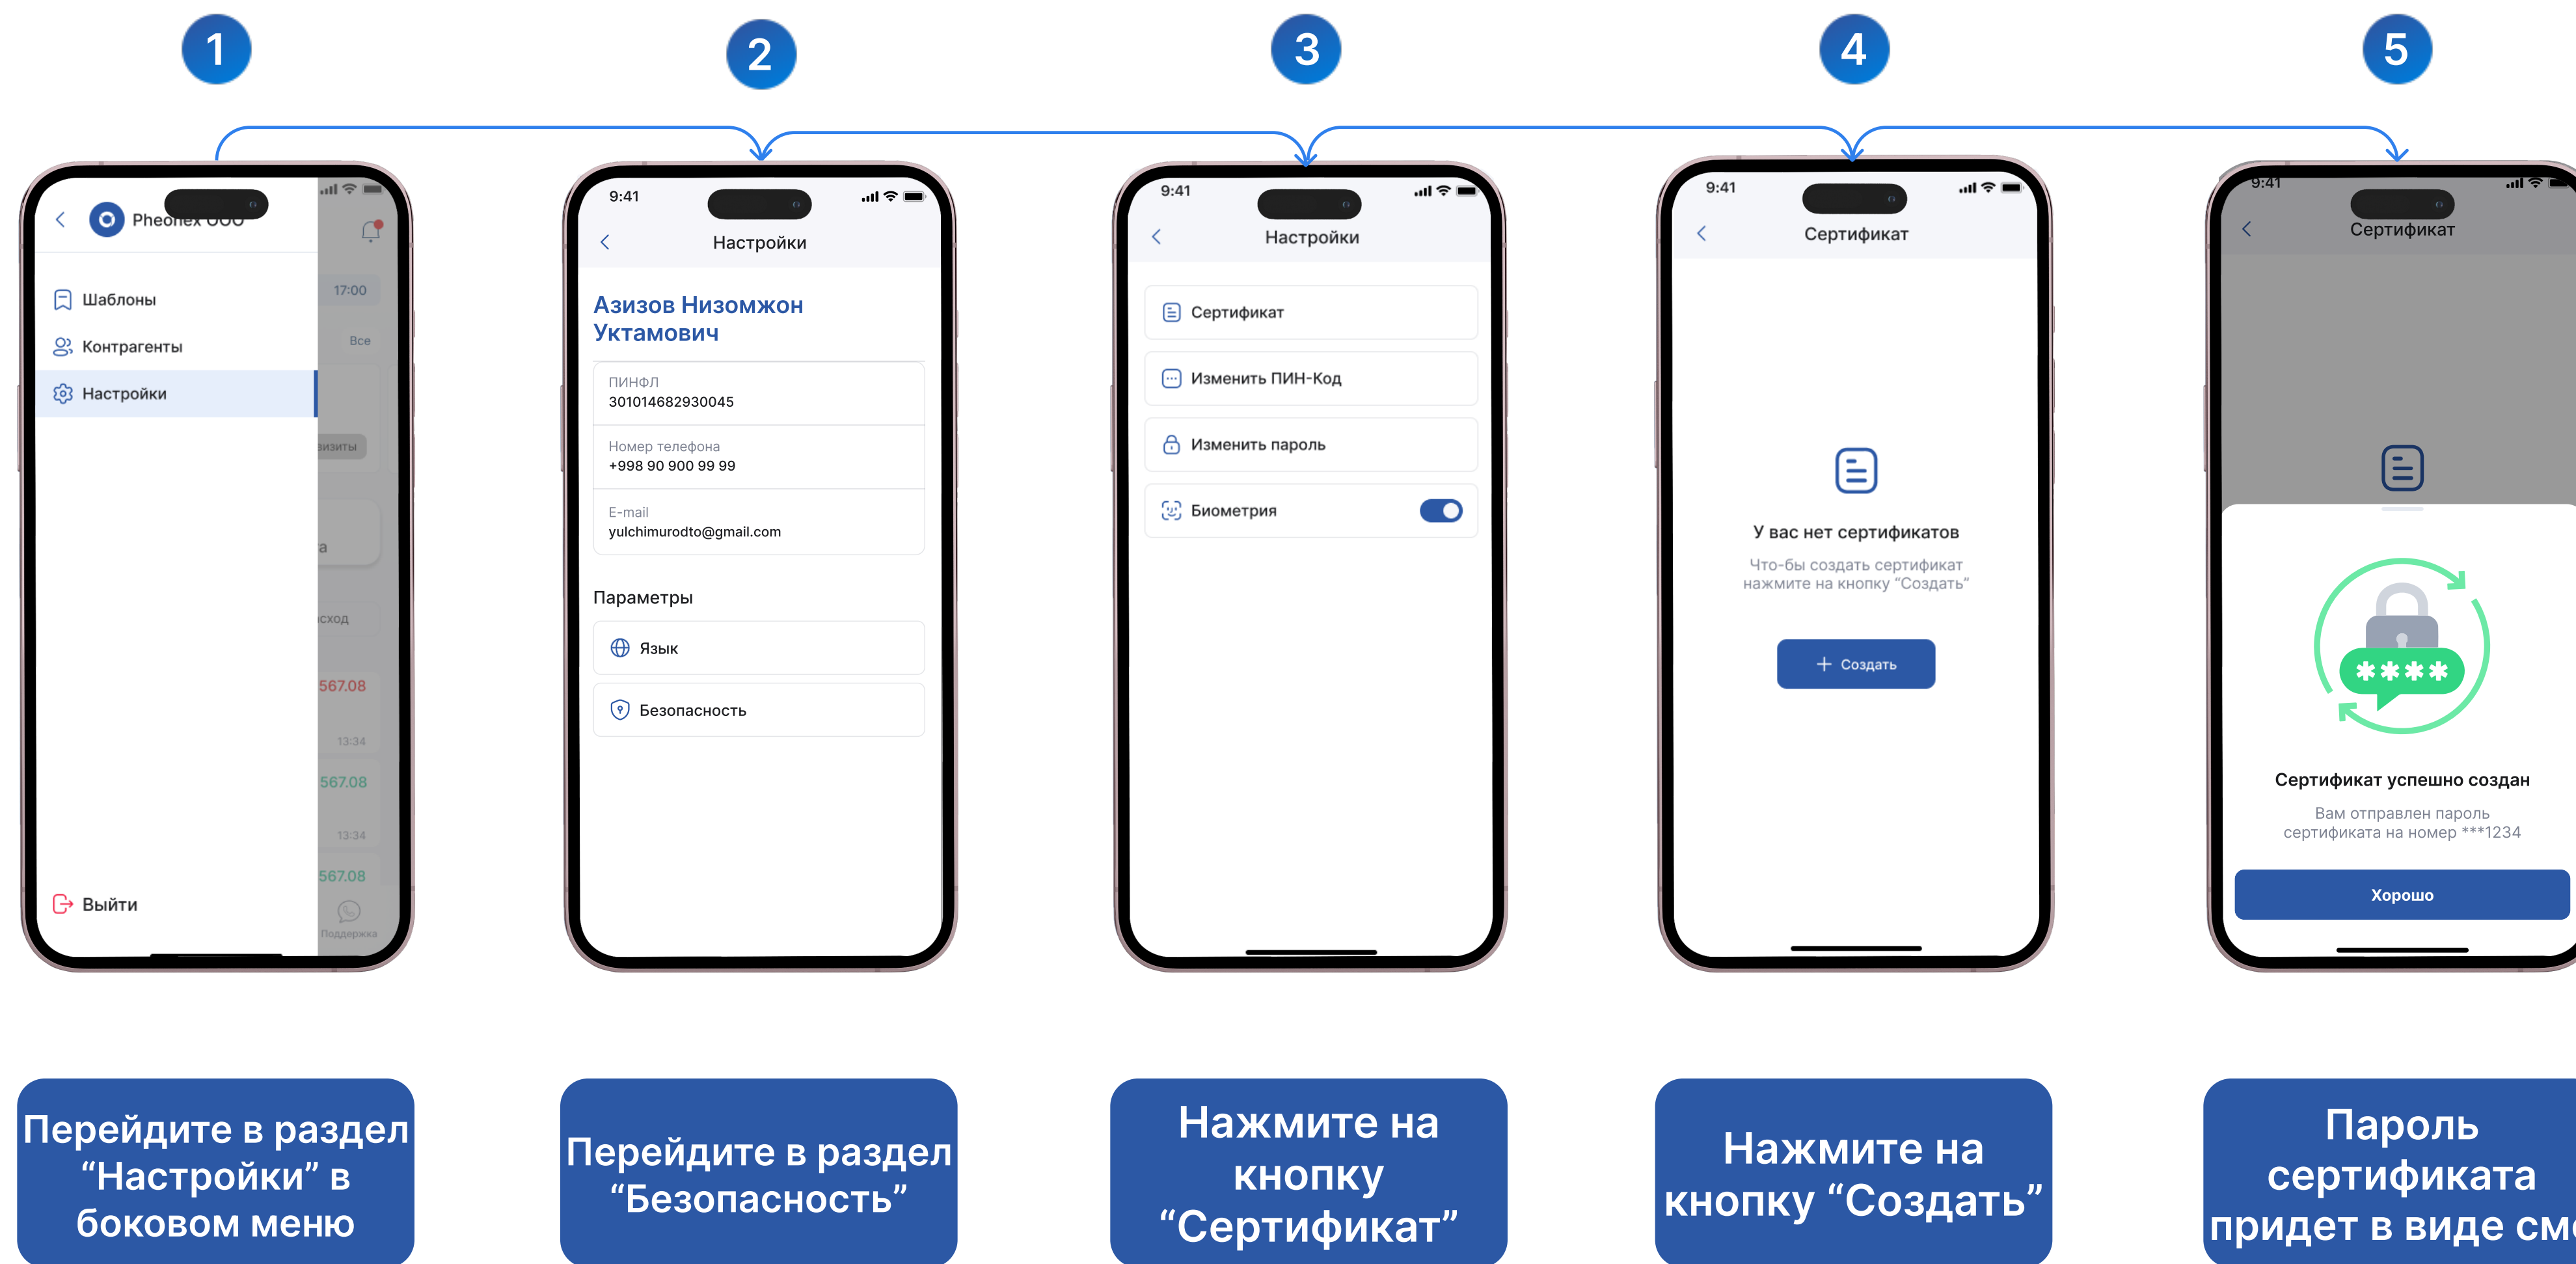 1
2
3
4
5
Pheonex ООО
17:00
Шаблоны
Все
Контрагенты
Настройки
визиты
а
сход
567.08
13:34
567.08
13:34
567.08
Выйти
Поддержка
9:41
Настройки
Азизов Низомжон
Уктамович
ПИНФЛ
301014682930045
Номер телефона
+998 90 900 99 99
E-mail
yulchimurodto@gmail.com
Параметры
Язык
Безопасность
9:41
Настройки
Сертификат
Изменить ПИН-Код
Изменить пароль
Биометрия
9:41
Сертификат
У вас нет сертификатов
Что-бы создать сертификат
нажмите на кнопку “Создать”
+ Создать
9:41
Сертификат
****
Сертификат успешно создан
Вам отправлен пароль
сертификата на номер ***1234
Хорошо
Перейдите в раздел
“Настройки” в
боковом меню
Перейдите в раздел
“Безопасность”
Нажмите на
кнопку
“Сертификат”
Нажмите на
кнопку “Создать”
Пароль
сертификата
придет в виде смс